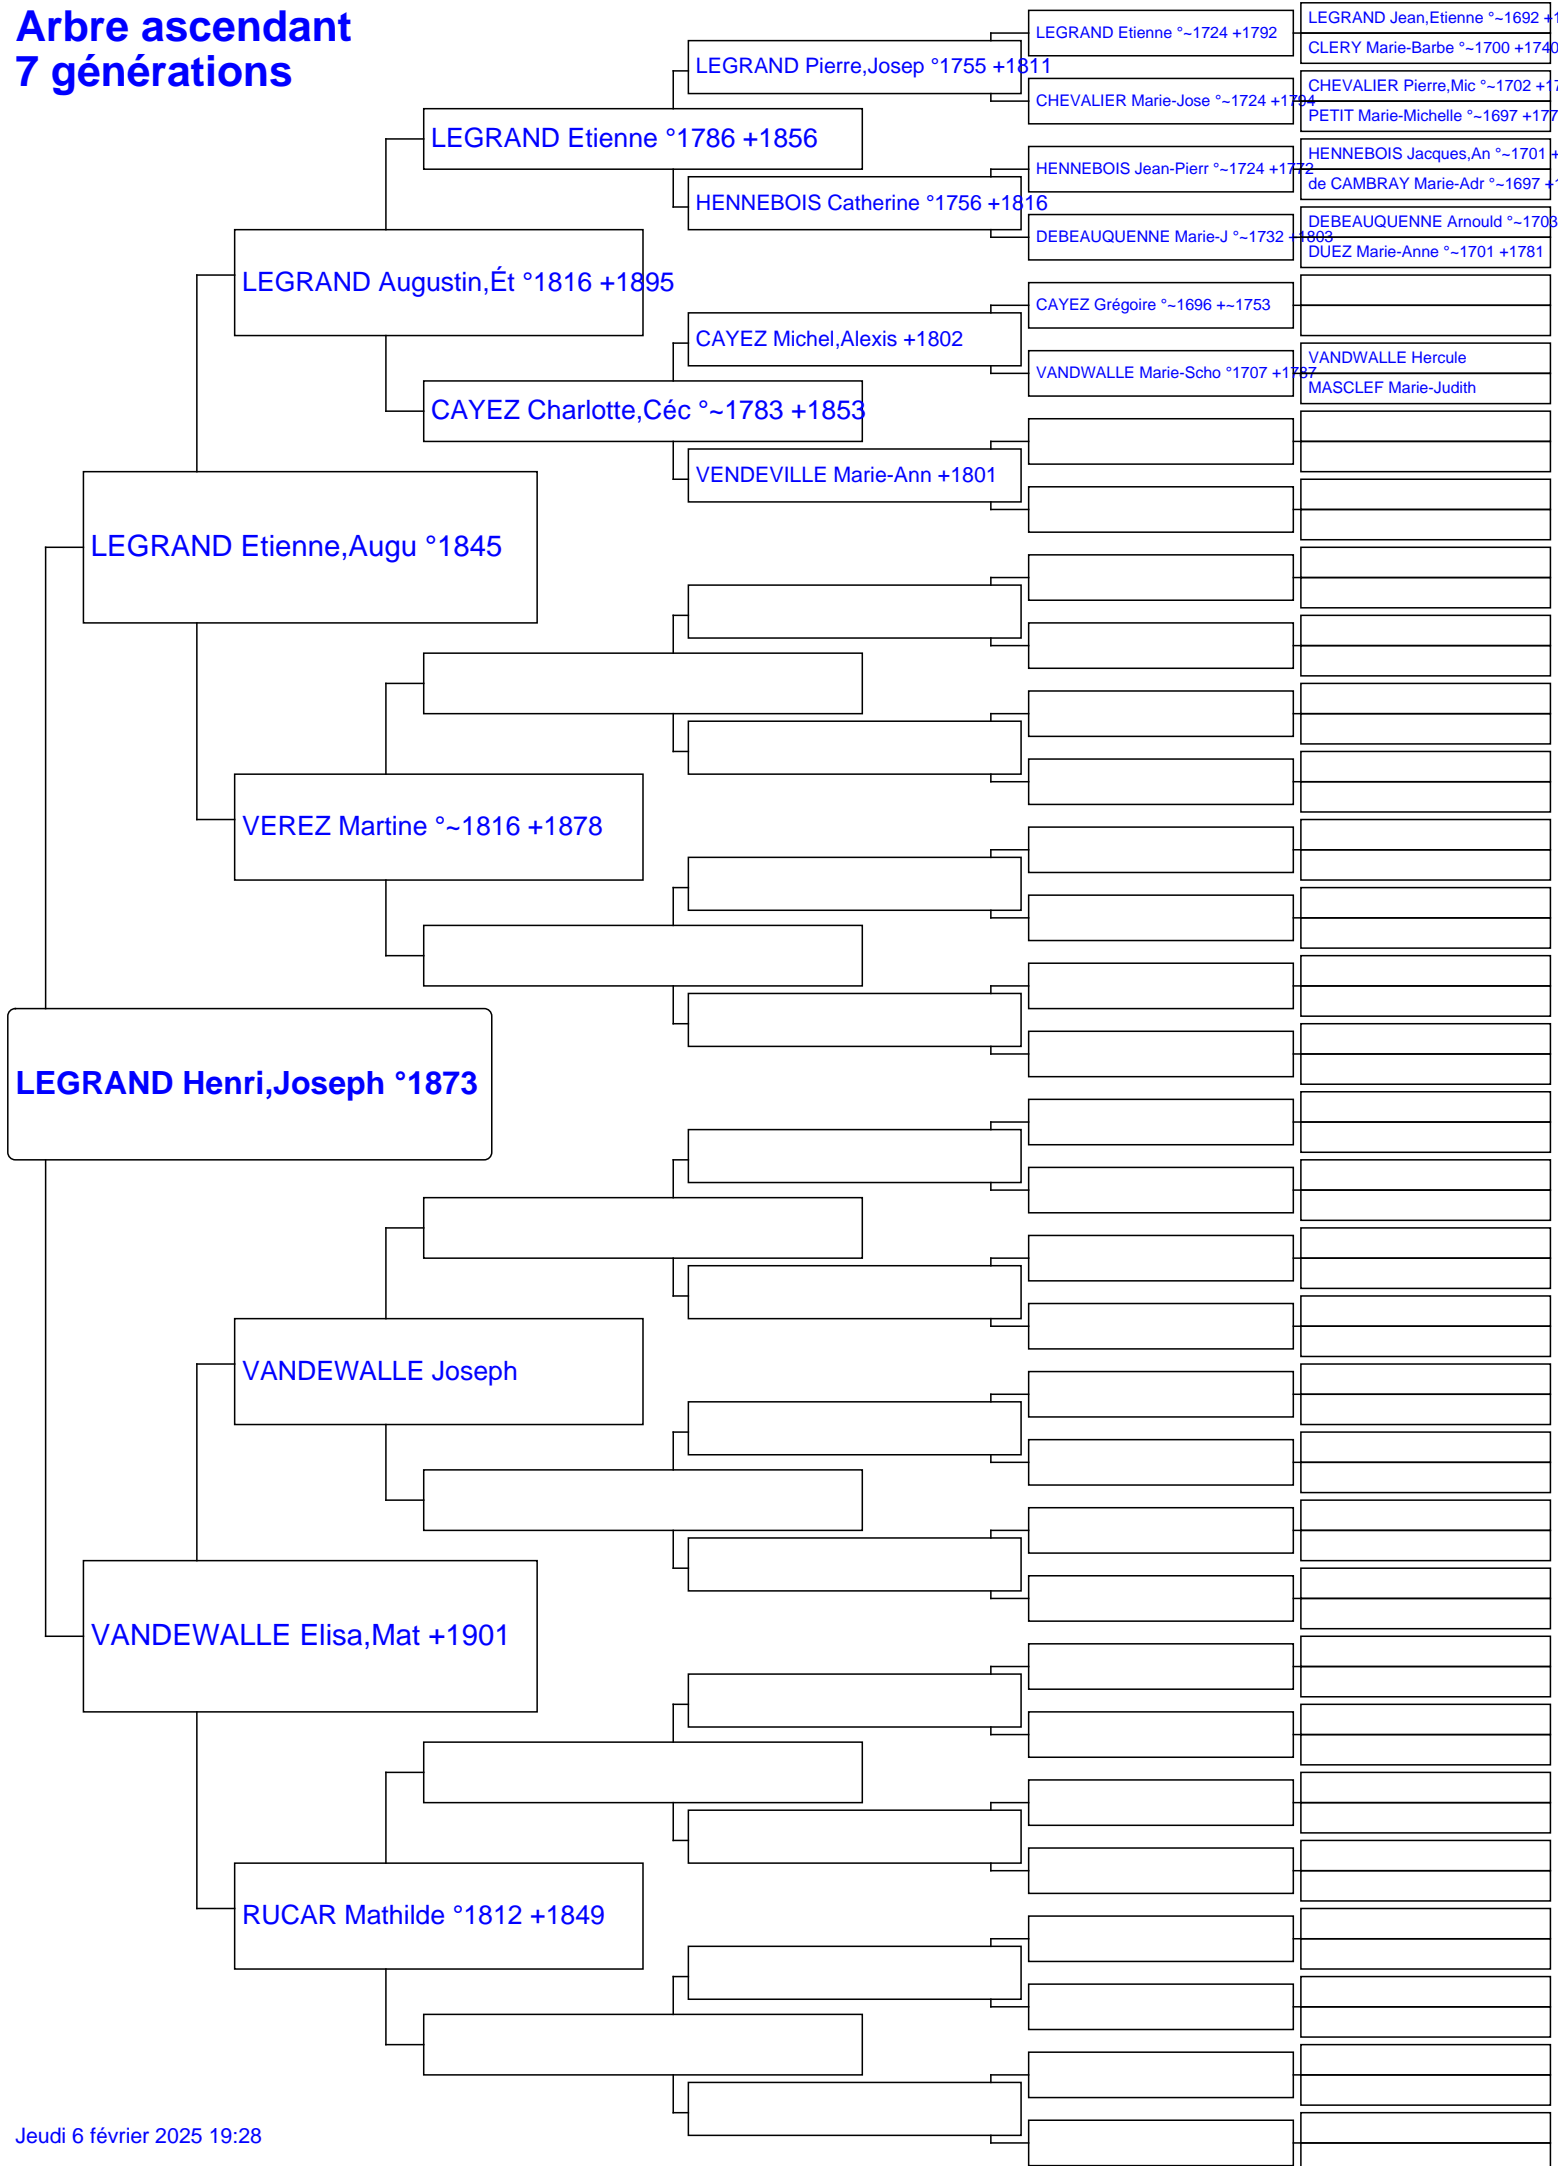 Arbre ascendant
7 générations
LEGRAND Jean,Etienne °~1692 +1
LEGRAND Etienne °~1724 +1792
CLERY Marie-Barbe °~1700 +1740
LEGRAND Pierre,Josep °1755 +1811
CHEVALIER Pierre,Mic °~1702 +17
CHEVALIER Marie-Jose °~1724 +1794
PETIT Marie-Michelle °~1697 +177
LEGRAND Etienne °1786 +1856
HENNEBOIS Jacques,An °~1701 +
HENNEBOIS Jean-Pierr °~1724 +1772
de CAMBRAY Marie-Adr °~1697 +1
HENNEBOIS Catherine °1756 +1816
DEBEAUQUENNE Arnould °~1703
DEBEAUQUENNE Marie-J °~1732 +1803
DUEZ Marie-Anne °~1701 +1781
LEGRAND Augustin,Ét °1816 +1895
CAYEZ Grégoire °~1696 +~1753
CAYEZ Michel,Alexis +1802
VANDWALLE Hercule
VANDWALLE Marie-Scho °1707 +1787
MASCLEF Marie-Judith
CAYEZ Charlotte,Céc °~1783 +1853
VENDEVILLE Marie-Ann +1801
LEGRAND Etienne,Augu °1845
VEREZ Martine °~1816 +1878
LEGRAND Henri,Joseph °1873
VANDEWALLE Joseph
VANDEWALLE Elisa,Mat +1901
RUCAR Mathilde °1812 +1849
Jeudi 6 février 2025 19:28